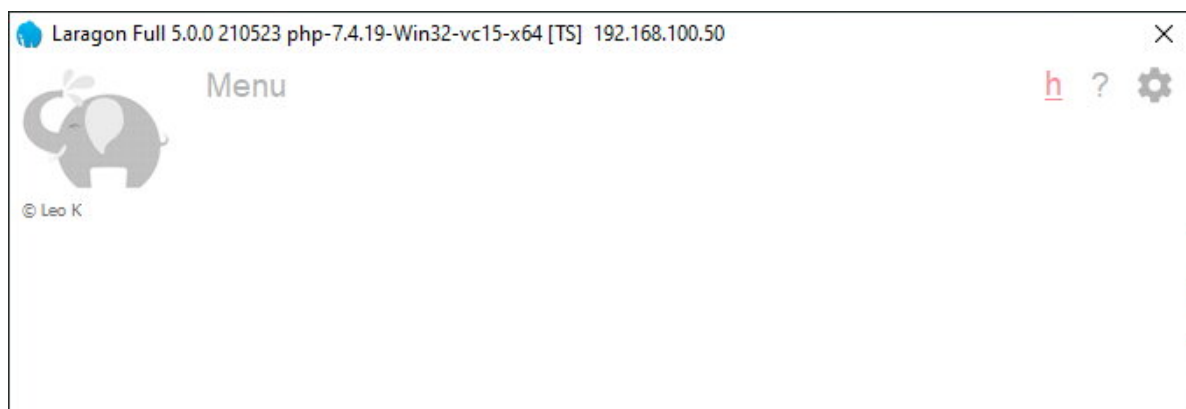 Laragon Full 5.0.0 210523 php-7.4.19-Win32-vc15-x64 [TS] 192.168.100.50
Menu h ?
© Leo K